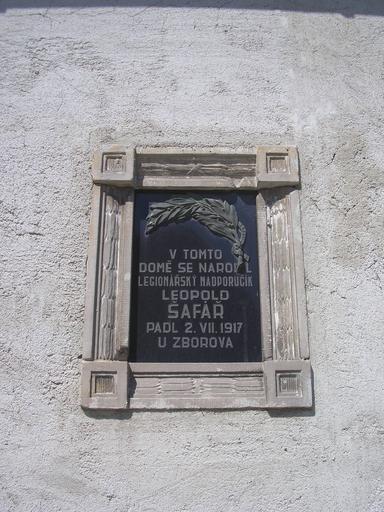 V TOMTO
DOMĚ SE NARODIL
LEGIONÁŘSKÝ NADPORUČÍK
LEOPOLD
ŠAFÁŘ
PADL 2. VII. 1917
U ZBOROVA